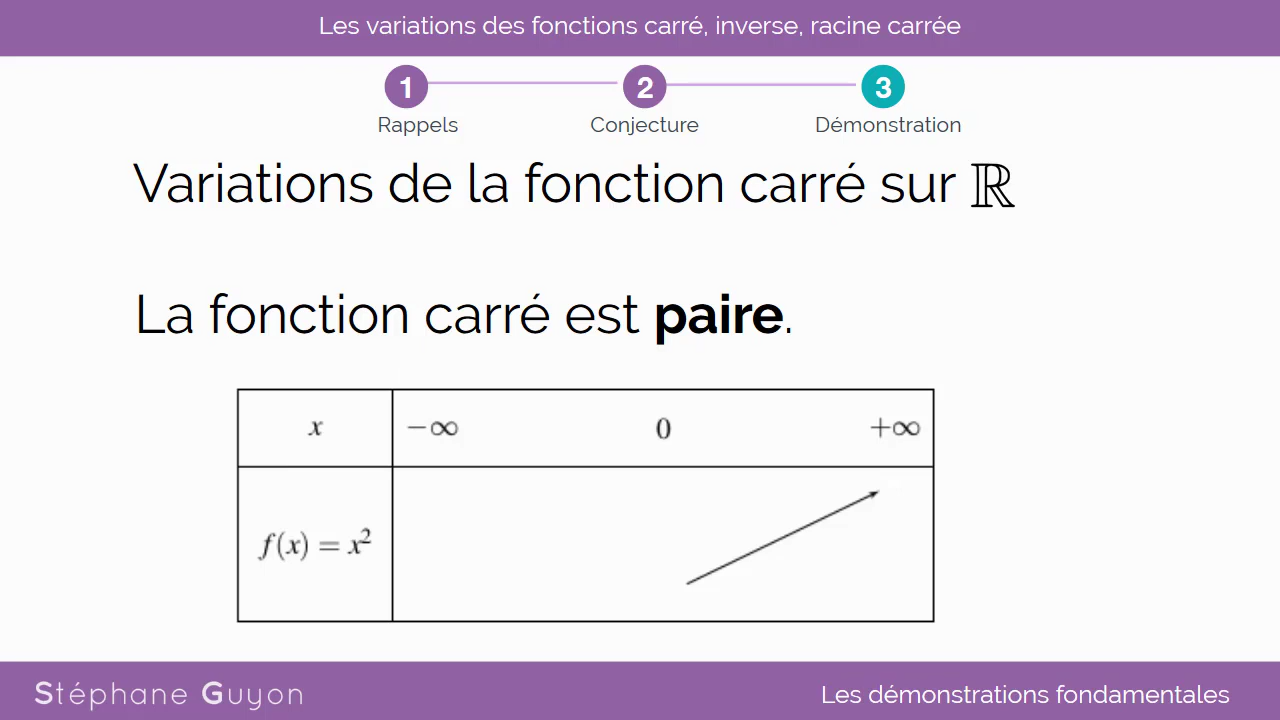 Les variations des fonctions carré, inverse, racine carrée
1 2 3
Rappels Conjecture Démonstration
Variations de la fonction carré sur ℝ
La fonction carré est paire.
x −∞ 0 +∞
f(x) = x²
Stéphane Guyon Les démonstrations fondamentales